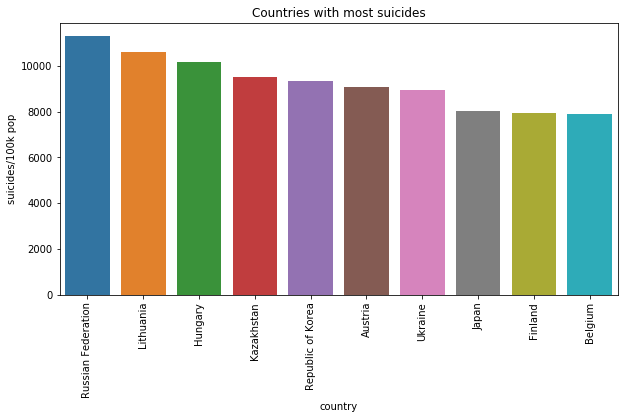 Countries with most suicides
suicides/100k pop
10000
8000
6000
4000
2000
0
Russian Federation
Lithuania
Hungary
Kazakhstan
Republic of Korea
Austria
Ukraine
Japan
Finland
Belgium
country